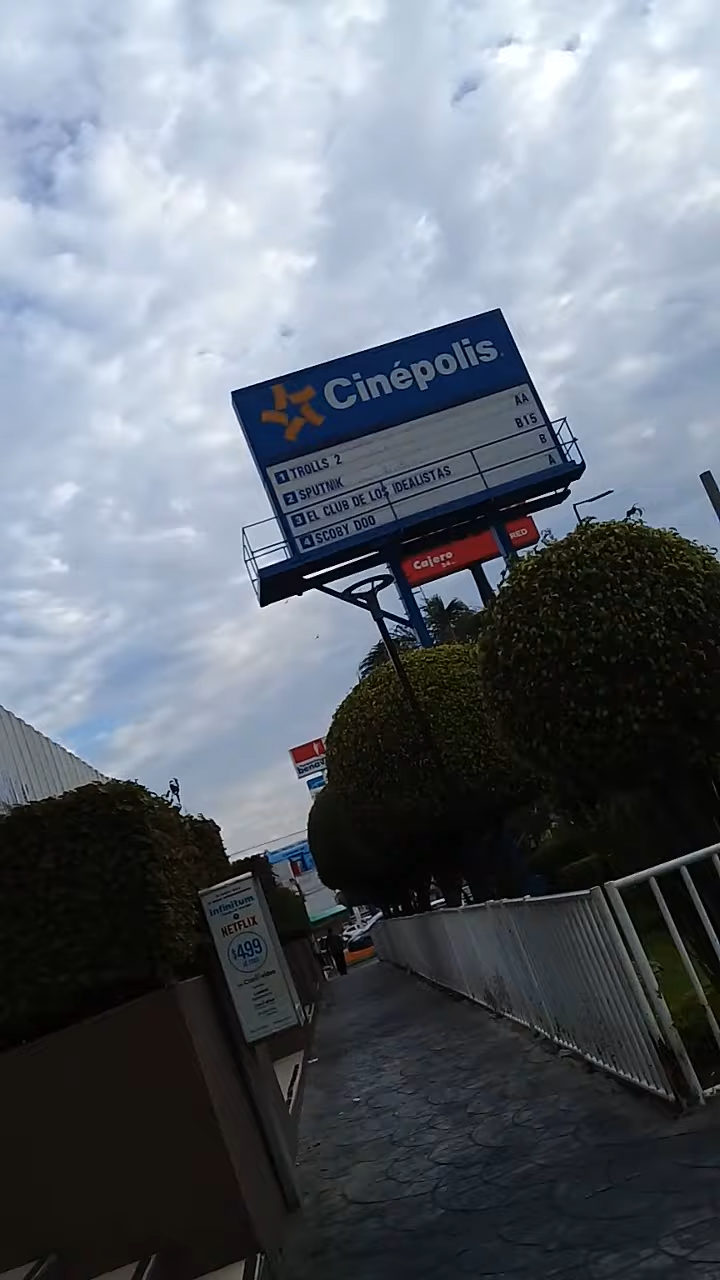 Cinépolis
1 TROLLS 2 AA
2 SPUTNIK B15
3 EL CLUB DE LOS IDEALISTAS B
4 SCOBY DOO A
Cajero
RED
infinitum
NETFLIX
$499